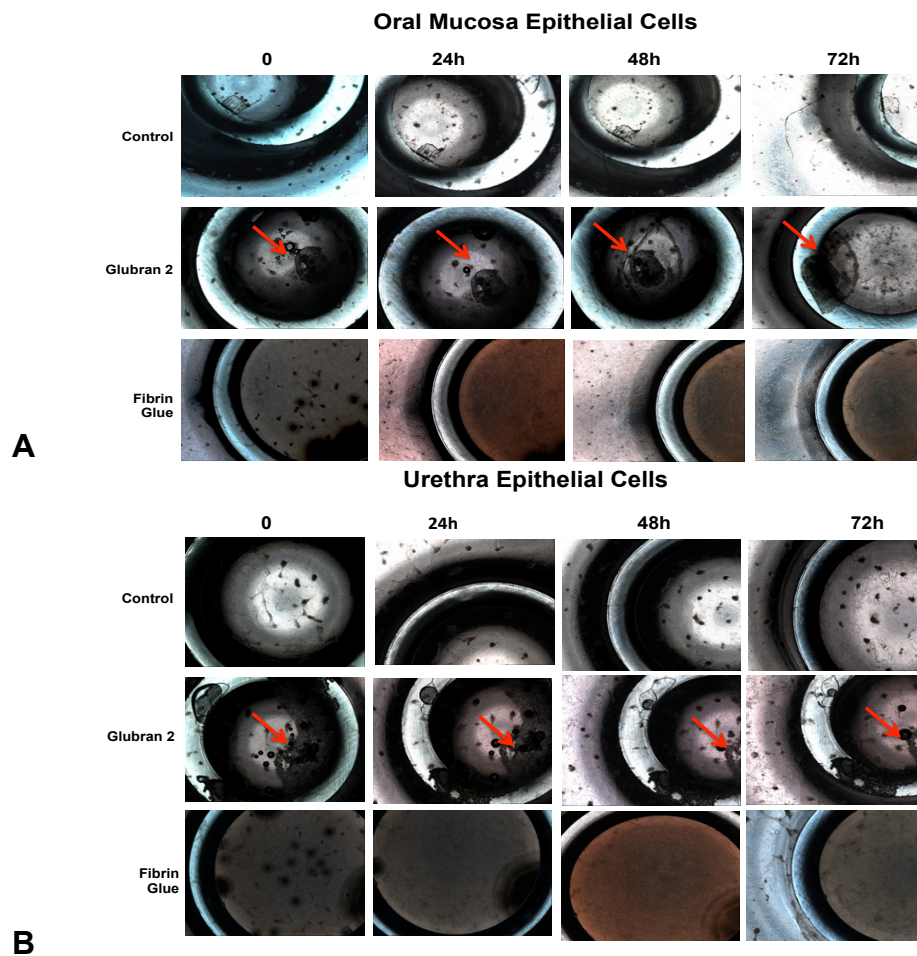 Oral Mucosa Epithelial Cells
0 24h 48h 72h
Control
Glubran 2
Fibrin
Glue
A
Urethra Epithelial Cells
0 24h 48h 72h
Control
Glubran 2
Fibrin
Glue
B